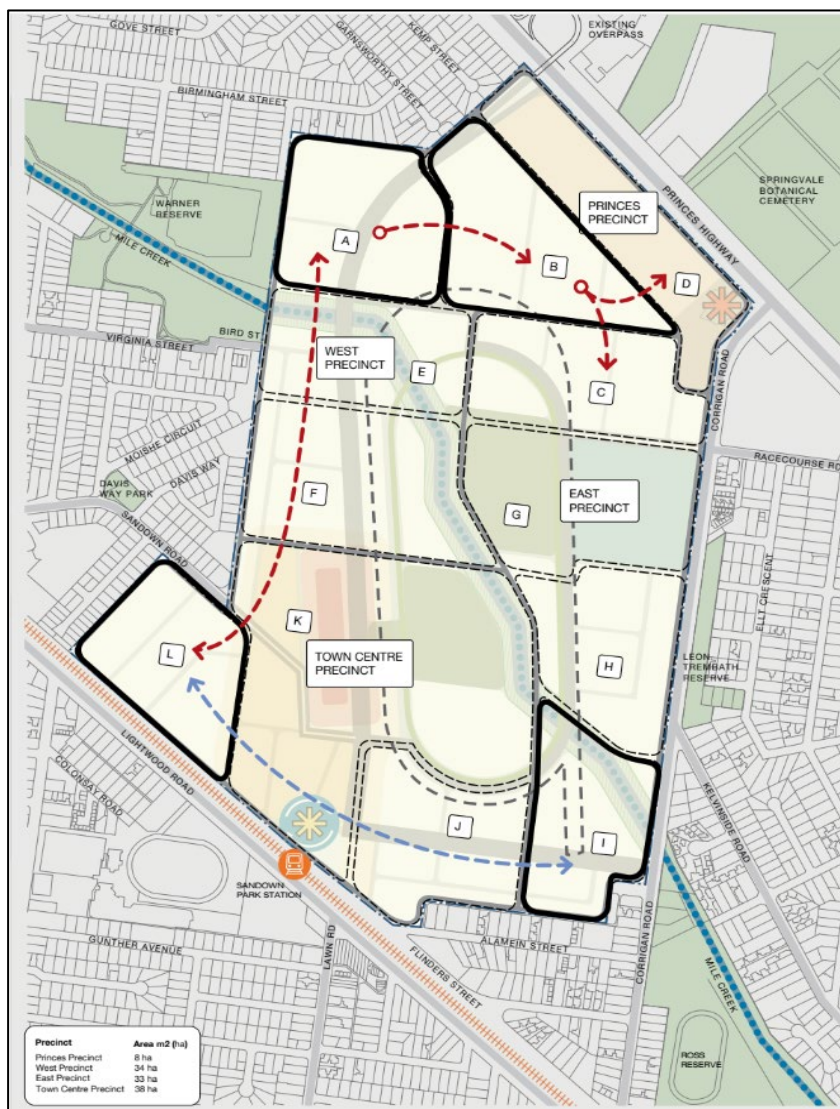 GOVE STREET
KEMP STREET
GARNSWORTHY STREET
BIRMINGHAM STREET
EXISTING
OVERPASS
PRINCES HIGHWAY
SPRINGVALE
BOTANICAL
CEMETERY
WARNER
RESERVE
MILE CREEK
PRINCES
PRECINCT
A
B
D
VIRGINIA STREET
BIRD ST
WEST
PRECINCT
E
C
CORRIGAN ROAD
RACECOURSE RD
MOISHE CIRCUIT
DAVIS WAY
DAVIS
WAY PARK
SANDOWN ROAD
F
G
EAST
PRECINCT
ELLT CRESCENT
K
L
TOWN CENTRE
PRECINCT
H
LEON
TREMBATH
RESERVE
LIGHTWOOD ROAD
COLONSAY ROAD
KELVINSIDE ROAD
J
I
SANDOWN
PARK STATION
GUNTHER AVENUE
LAWN RD
FLINDERS STREET
ALAMEIN STREET
CORRIGAN ROAD
MILE CREEK
ROSS
RESERVE
Precinct Area m2 (ha)
Princes Precinct 8 ha
West Precinct 34 ha
East Precinct 33 ha
Town Centre Precinct 38 ha